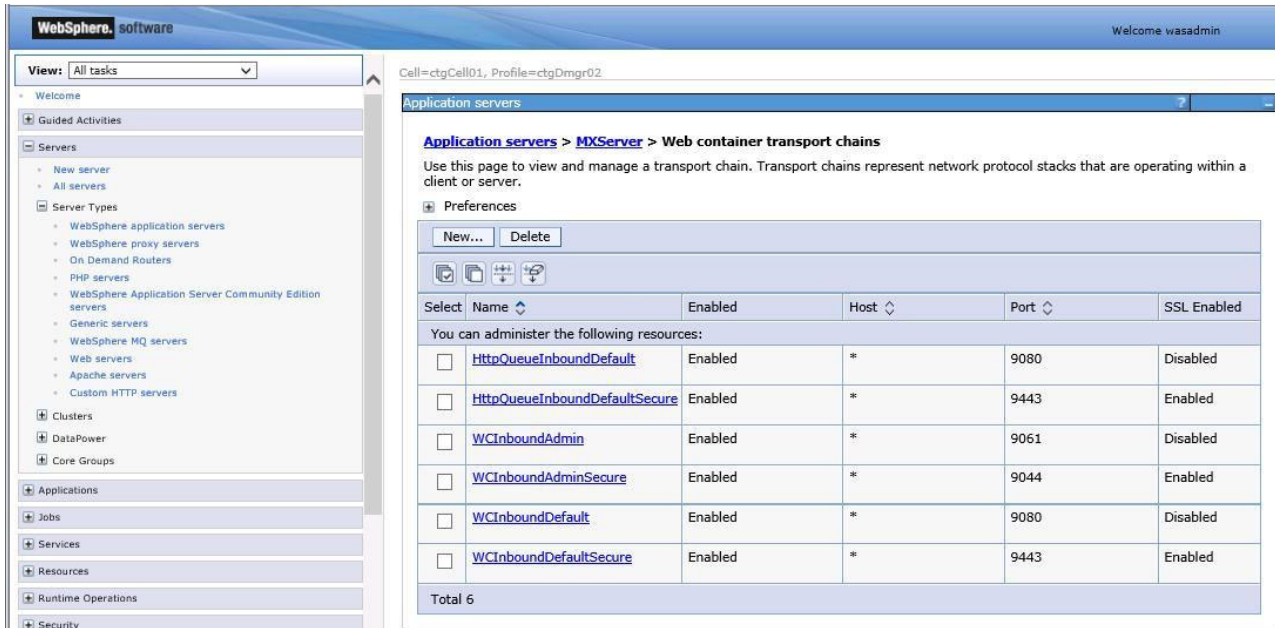 WebSphere. software
Welcome wasadmin
View: All tasks
Welcome
Guided Activities
Servers
New server
All servers
Server Types
WebSphere application servers
WebSphere proxy servers
On Demand Routers
PHP servers
WebSphere Application Server Community Edition
servers
Generic servers
WebSphere MQ servers
Web servers
Apache servers
Custom HTTP servers
Clusters
DataPower
Core Groups
Applications
Jobs
Services
Resources
Runtime Operations
Security
Cell=ctgCell01, Profile=ctgDmgr02
Application servers ? -
Application servers > MXServer > Web container transport chains
Use this page to view and manage a transport chain. Transport chains represent network protocol stacks that are operating within a
client or server.
Preferences
New... Delete
Select Name Enabled Host Port SSL Enabled
You can administer the following resources:
HttpQueueInboundDefault Enabled * 9080 Disabled
HttpQueueInboundDefaultSecure Enabled * 9443 Enabled
WCInboundAdmin Enabled * 9061 Disabled
WCInboundAdminSecure Enabled * 9044 Enabled
WCInboundDefault Enabled * 9080 Disabled
WCInboundDefaultSecure Enabled * 9443 Enabled
Total 6